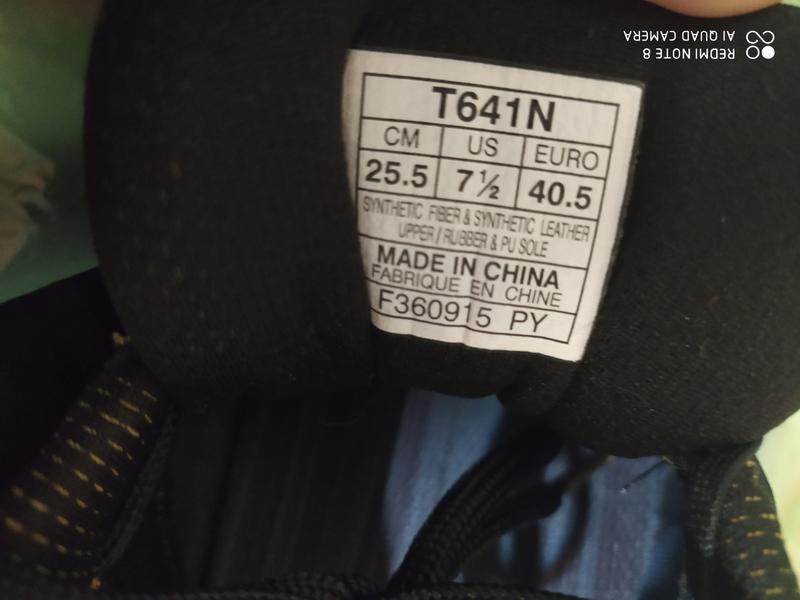 T641N
CM US EURO
25.5 7½ 40.5
SYNTHETIC FIBER & SYNTHETIC LEATHER
UPPER / RUBBER & PU SOLE
MADE IN CHINA
FABRIQUE EN CHINE
F360915 PY
REDMI NOTE 8
AI QUAD CAMERA